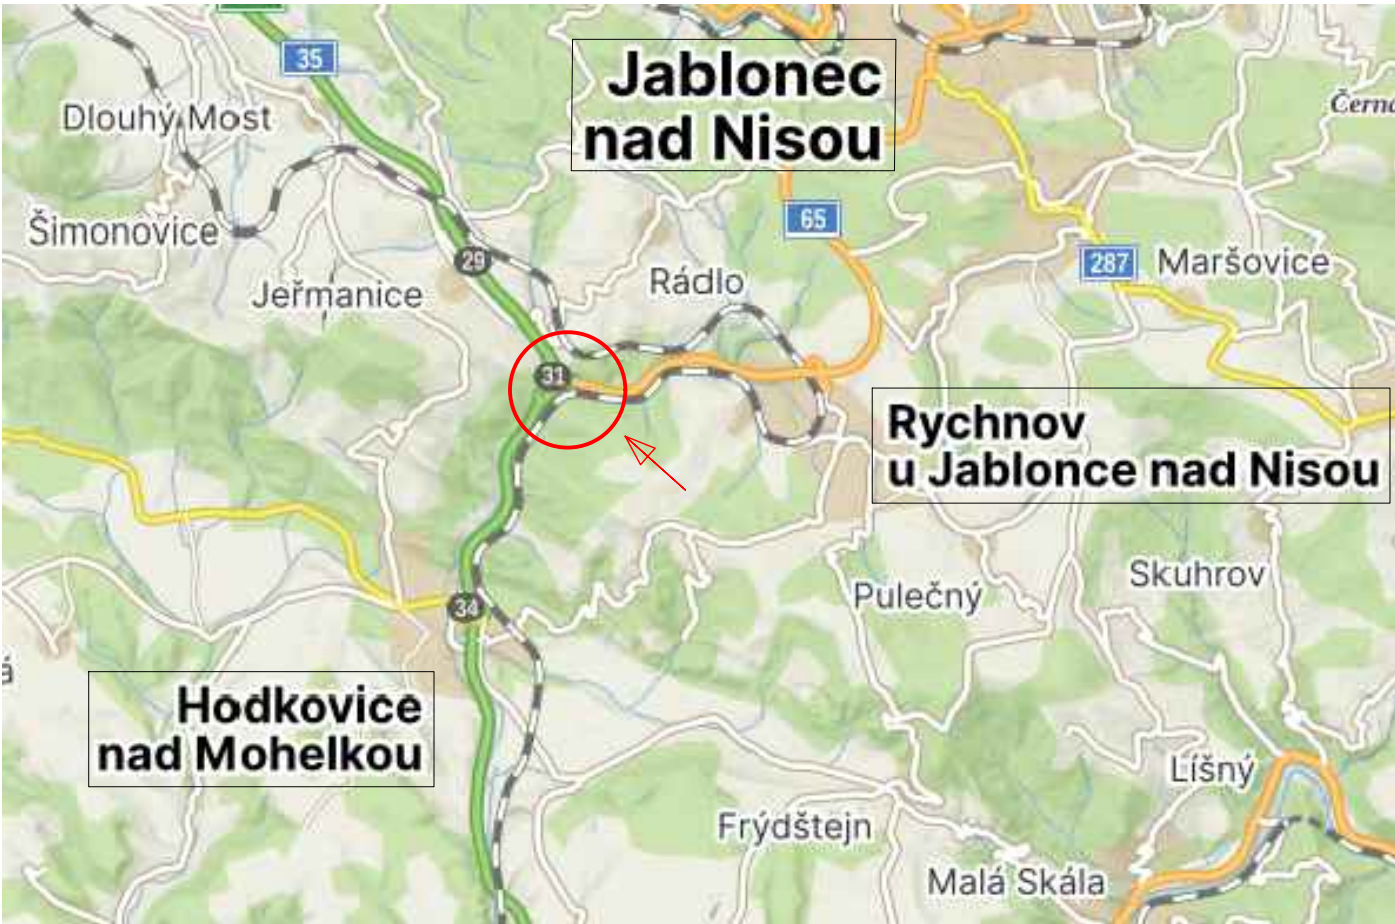 35
Jablonec
nad Nisou
Dlouhý Most
Černá
65
Šimonovice
29
287
Maršovice
Rádlo
Jeřmanice
31
Rychnov
u Jablonce nad Nisou
Skuhrov
Pulečný
34
á
Hodkovice
nad Mohelkou
Líšný
Frýdštejn
Malá Skála